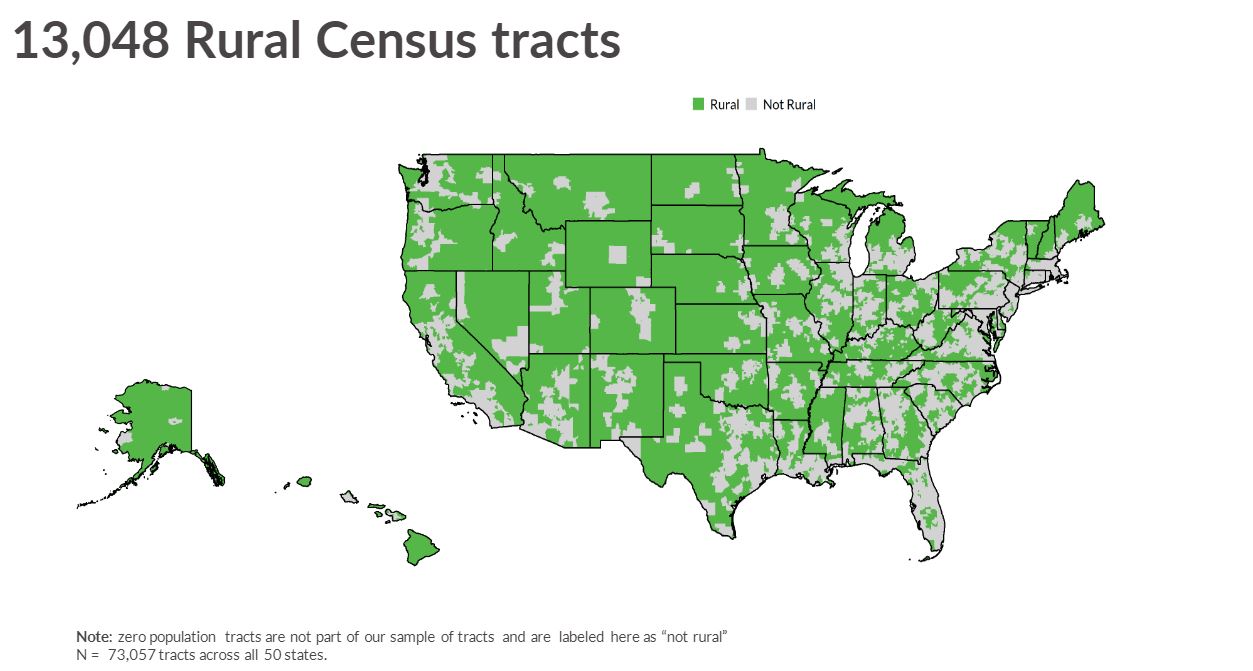 13,048 Rural Census tracts
Rural Not Rural
Note: zero population tracts are not part of our sample of tracts and are labeled here as “not rural”
N = 73,057 tracts across all 50 states.